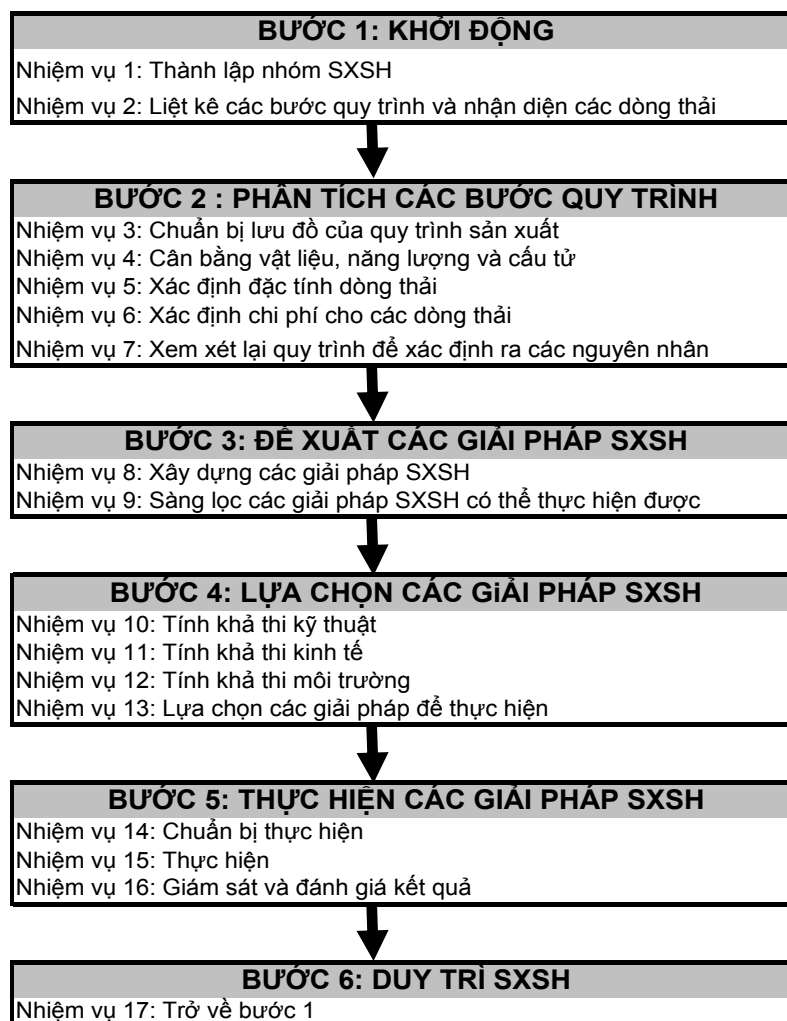 BƯỚC 1: KHỞI ĐỘNG
Nhiệm vụ 1: Thành lập nhóm SXSH
Nhiệm vụ 2: Liệt kê các bước quy trình và nhận diện các dòng thải
BƯỚC 2 : PHÂN TÍCH CÁC BƯỚC QUY TRÌNH
Nhiệm vụ 3: Chuẩn bị lưu đồ của quy trình sản xuất
Nhiệm vụ 4: Cân bằng vật liệu, năng lượng và cấu tử
Nhiệm vụ 5: Xác định đặc tính dòng thải
Nhiệm vụ 6: Xác định chi phí cho các dòng thải
Nhiệm vụ 7: Xem xét lại quy trình để xác định ra các nguyên nhân
BƯỚC 3: ĐỀ XUẤT CÁC GIẢI PHÁP SXSH
Nhiệm vụ 8: Xây dựng các giải pháp SXSH
Nhiệm vụ 9: Sàng lọc các giải pháp SXSH có thể thực hiện được
BƯỚC 4: LỰA CHỌN CÁC GiẢI PHÁP SXSH
Nhiệm vụ 10: Tính khả thi kỹ thuật
Nhiệm vụ 11: Tính khả thi kinh tế
Nhiệm vụ 12: Tính khả thi môi trường
Nhiệm vụ 13: Lựa chọn các giải pháp để thực hiện
BƯỚC 5: THỰC HIỆN CÁC GIẢI PHÁP SXSH
Nhiệm vụ 14: Chuẩn bị thực hiện
Nhiệm vụ 15: Thực hiện
Nhiệm vụ 16: Giám sát và đánh giá kết quả
BƯỚC 6: DUY TRÌ SXSH
Nhiệm vụ 17: Trở về bước 1